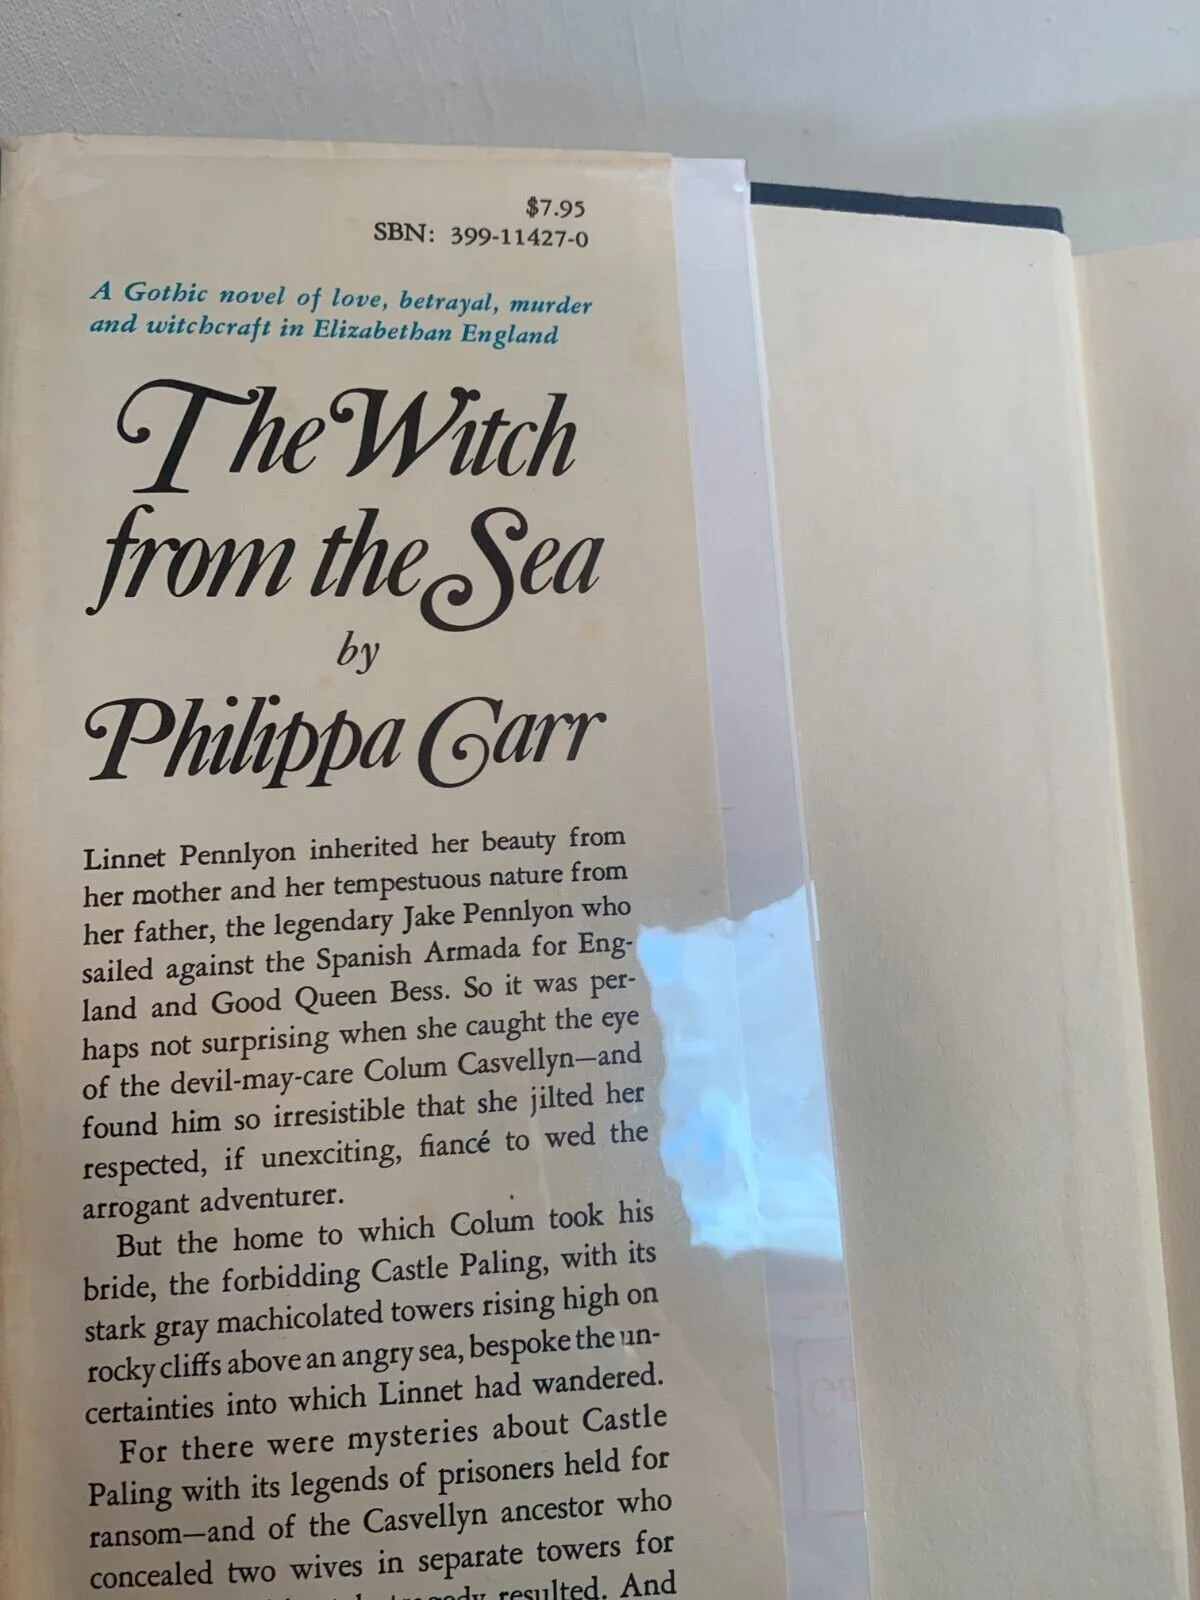 $7.95
SBN: 399-11427-0
A Gothic novel of love, betrayal, murder
and witchcraft in Elizabethan England
The Witch
from the Sea
by
Philippa Carr
Linnet Pennlyon inherited her beauty from
her mother and her tempestuous nature from
her father, the legendary Jake Pennlyon who
sailed against the Spanish Armada for Eng-
land and Good Queen Bess. So it was per-
haps not surprising when she caught the eye
of the devil-may-care Colum Casvellyn—and
found him so irresistible that she jilted her
respected, if unexciting, fiancé to wed the
arrogant adventurer.
But the home to which Colum took his
bride, the forbidding Castle Paling, with its
stark gray machicolated towers rising high on
rocky cliffs above an angry sea, bespoke the un-
certainties into which Linnet had wandered.
For there were mysteries about Castle
Paling with its legends of prisoners held for
ransom—and of the Casvellyn ancestor who
concealed two wives in separate towers for
tragedy resulted. And